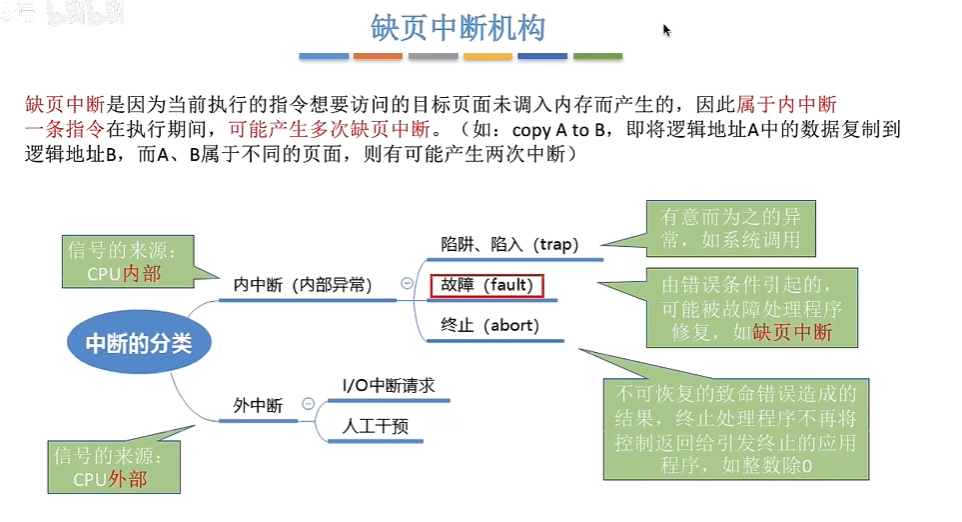 bilibili
缺页中断机构
缺页中断是因为当前执行的指令想要访问的目标页面未调入内存而产生的，因此属于内中断
一条指令在执行期间，可能产生多次缺页中断。（如：copy A to B，即将逻辑地址A中的数据复制到
逻辑地址B，而A、B属于不同的页面，则有可能产生两次中断）
信号的来源：
CPU内部
中断的分类
内中断（内部异常）
陷阱、陷入（trap）
有意而为之的异
常，如系统调用
故障（fault）
由错误条件引起的，
可能被故障处理程序
修复，如缺页中断
终止（abort）
不可恢复的致命错误造成的
结果，终止处理程序不再将
控制返回给引发终止的应用
程序，如整数除0
外中断
I/O中断请求
人工干预
信号的来源：
CPU外部